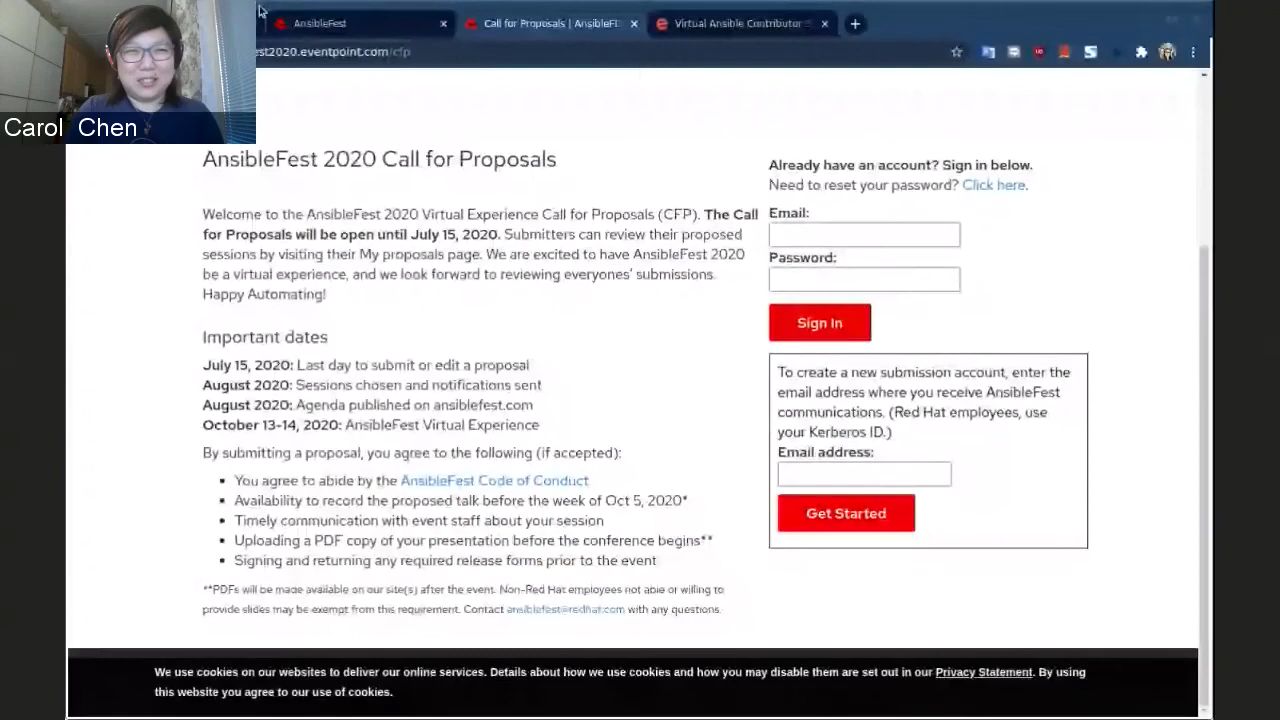 AnsibleFest
Call for Proposals | AnsibleF
Virtual Ansible Contributor
est2020.eventpoint.com/cfp
Carol Chen
AnsibleFest 2020 Call for Proposals
Welcome to the AnsibleFest 2020 Virtual Experience Call for Proposals (CFP). The Call
for Proposals will be open until July 15, 2020. Submitters can review their proposed
sessions by visiting their My proposals page. We are excited to have AnsibleFest 2020
be a virtual experience, and we look forward to reviewing everyones' submissions.
Happy Automating!
Important dates
July 15, 2020: Last day to submit or edit a proposal
August 2020: Sessions chosen and notifications sent
August 2020: Agenda published on ansiblefest.com
October 13-14, 2020: AnsibleFest Virtual Experience
By submitting a proposal, you agree to the following (if accepted):
You agree to abide by the AnsibleFest Code of Conduct
Availability to record the proposed talk before the week of Oct 5, 2020*
Timely communication with event staff about your session
Uploading a PDF copy of your presentation before the conference begins**
Signing and returning any required release forms prior to the event
**PDFs will be made available on our site(s) after the event. Non-Red Hat employees not able or willing to
provide slides may be exempt from this requirement. Contact ansiblefest@redhat.com with any questions.
Already have an account? Sign in below.
Need to reset your password? Click here.
Email:
Password:
Sign In
To create a new submission account, enter the
email address where you receive AnsibleFest
communications. (Red Hat employees, use
your Kerberos ID.)
Email address:
Get Started
We use cookies on our websites to deliver our online services. Details about how we use cookies and how you may disable them are set out in our Privacy Statement. By using
this website you agree to our use of cookies.